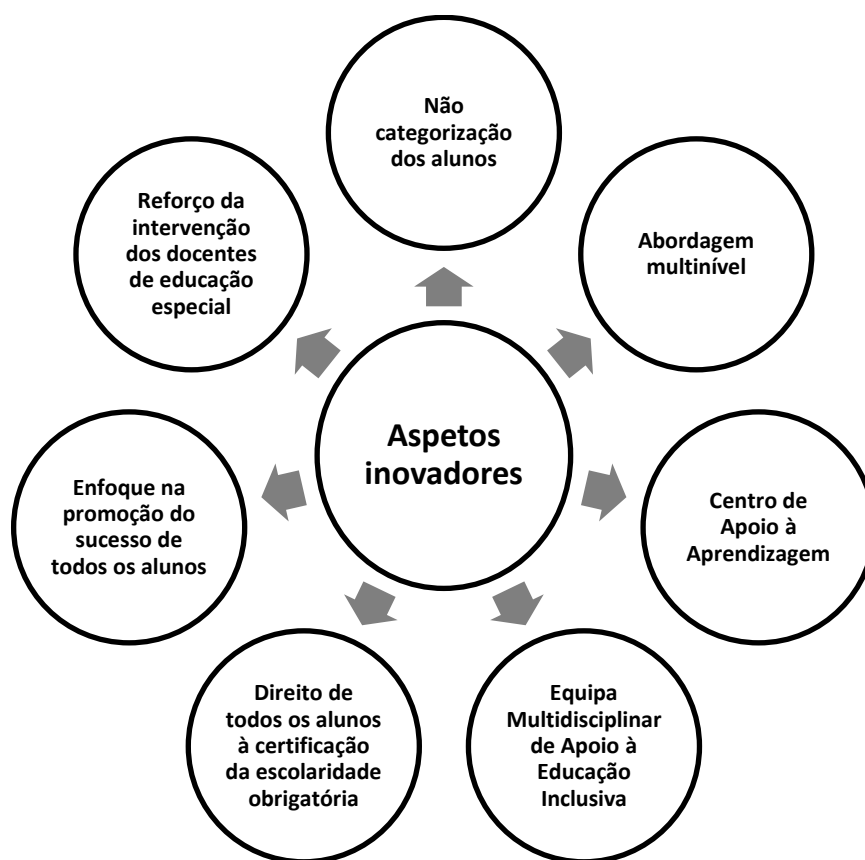 Não
categorização
dos alunos
Abordagem
multinível
Centro de
Apoio à
Aprendizagem
Equipa
Multidisciplinar
de Apoio à
Educação
Inclusiva
Direito de
todos os alunos
à certificação
da escolaridade
obrigatória
Enfoque na
promoção do
sucesso de
todos os alunos
Reforço da
intervenção
dos docentes
de educação
especial
Aspetos
inovadores